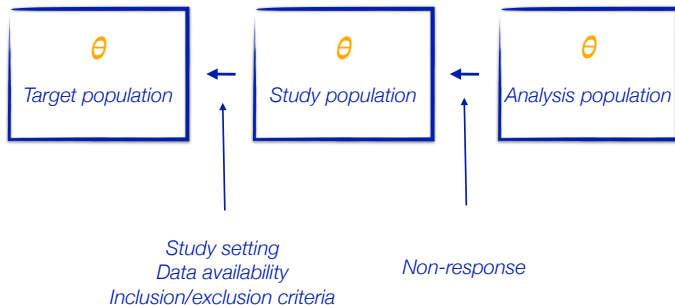 θ
θ
θ
Target population
Study population
Analysis population
Study setting
Data availability
Inclusion/exclusion criteria
Non-response